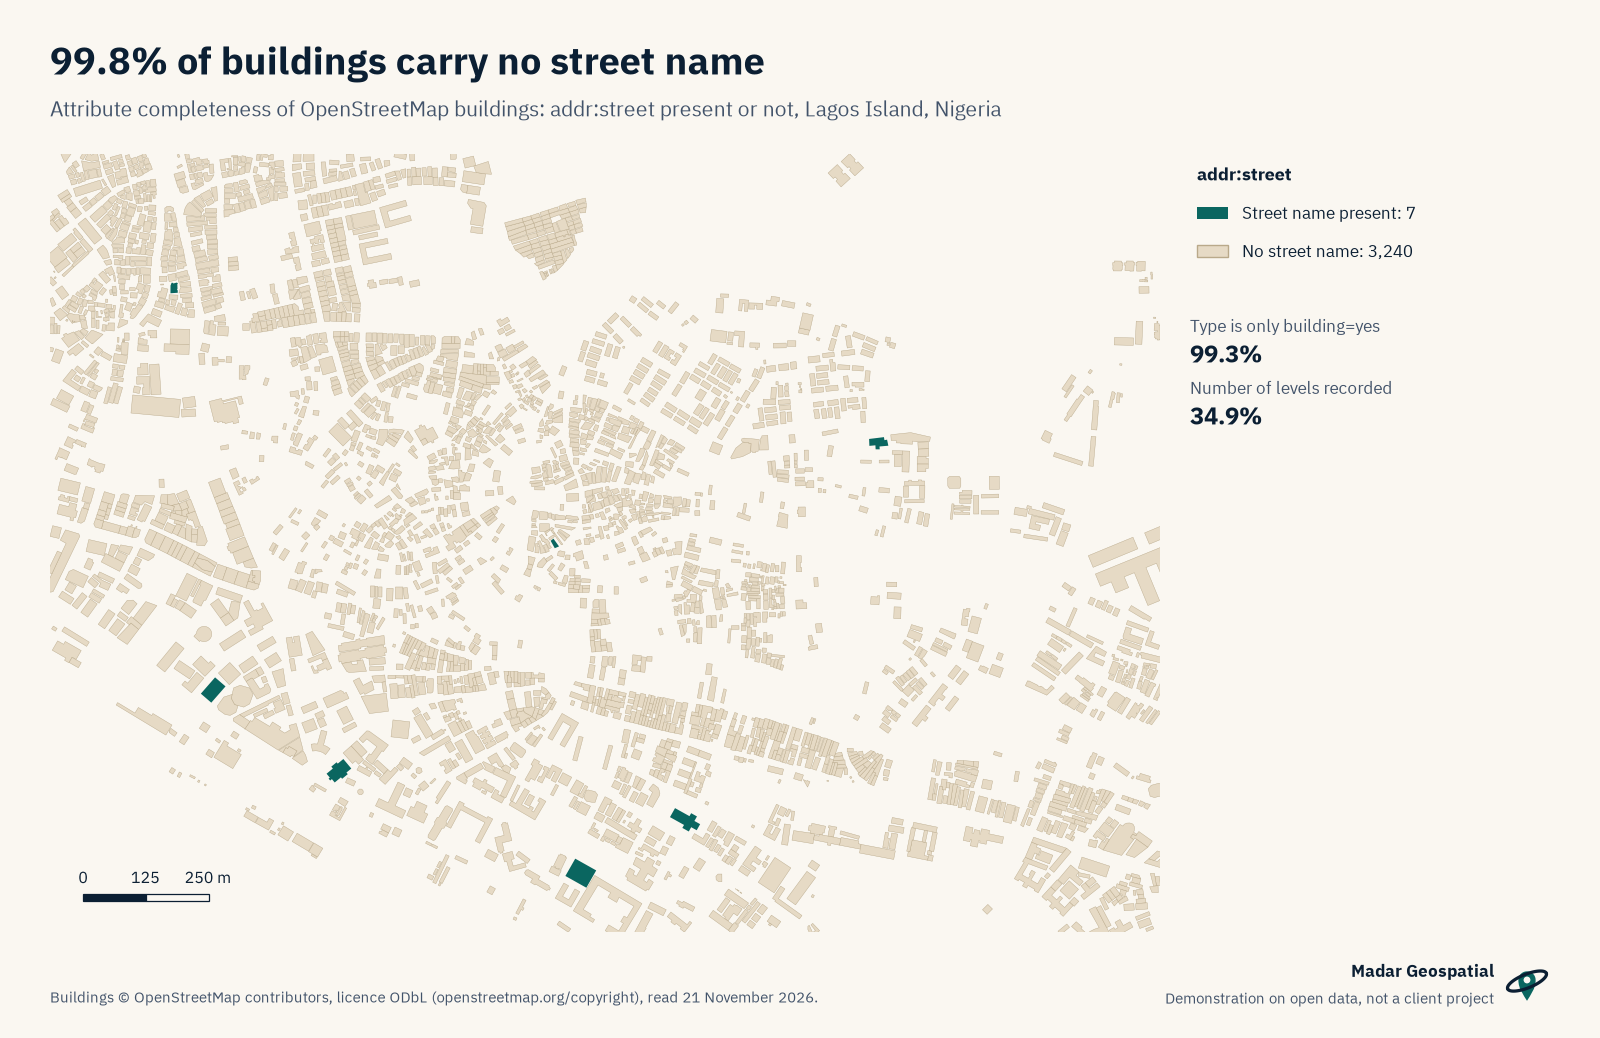 99.8% of buildings carry no street name
Attribute completeness of OpenStreetMap buildings: addr:street present or not, Lagos Island, Nigeria
addr:street
Street name present: 7
No street name: 3,240
Type is only building=yes
99.3%
Number of levels recorded
34.9%
0 125 250 m
Madar Geospatial
Buildings © OpenStreetMap contributors, licence ODbL (openstreetmap.org/copyright), read 21 November 2026.
Demonstration on open data, not a client project